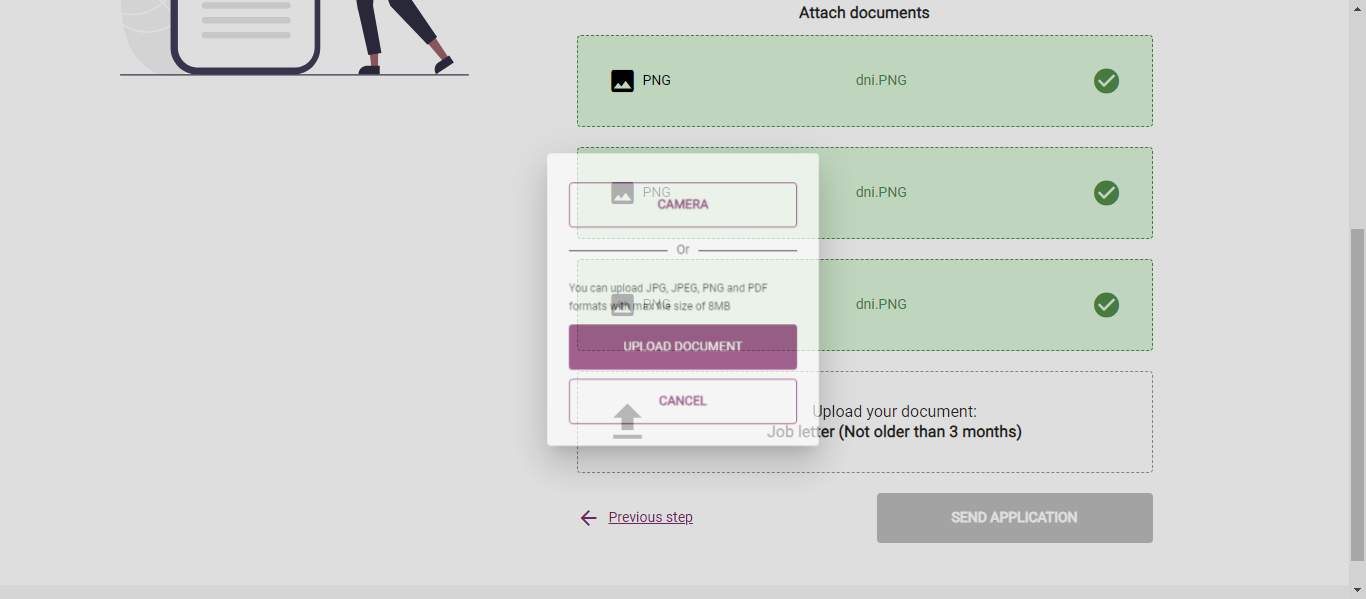 Attach documents
PNG dni.PNG
PNG dni.PNG
CAMERA
Or
You can upload JPG, JPEG, PNG and PDF
formats with max file size of 8MB
PNG dni.PNG
UPLOAD DOCUMENT
CANCEL
Upload your document:
Job letter (Not older than 3 months)
Previous step
SEND APPLICATION